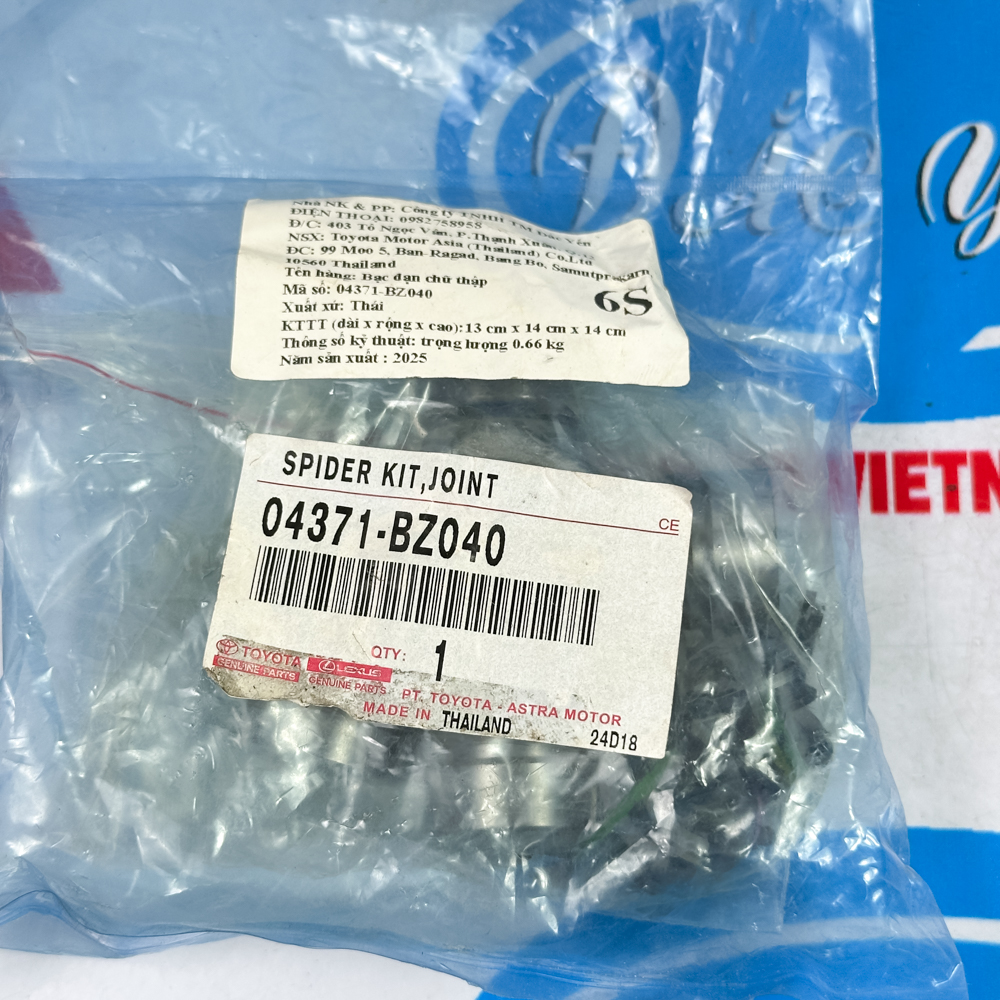 Đắc Y
VIETN
Nhà NK & PP: Công ty TNHH TM Đắc Yến
ĐIỆN THOẠI: 0982758958
Đ/C: 403 Tô Ngọc Vân, P.Thạnh Xuân
NSX: Toyota Motor Asia (Thailand) Co.Ltd
ĐC: 99 Moo 5, Ban-Ragad, Bang Bo, Samutprakarn
10560 Thailand
Tên hàng: Bạc đạn chữ thập
Mã số: 04371-BZ040
6S
Xuất xứ: Thái
KTTT (dài x rộng x cao):13 cm x 14 cm x 14 cm
Thông số kỹ thuật: trọng lượng 0.66 kg
Năm sản xuất : 2025
SPIDER KIT,JOINT
CE
04371-BZ040
QTY: 1
TOYOTA
GENUINE PARTS
LEXUS
GENUINE PARTS
PT. TOYOTA - ASTRA MOTOR
MADE IN THAILAND
24D18